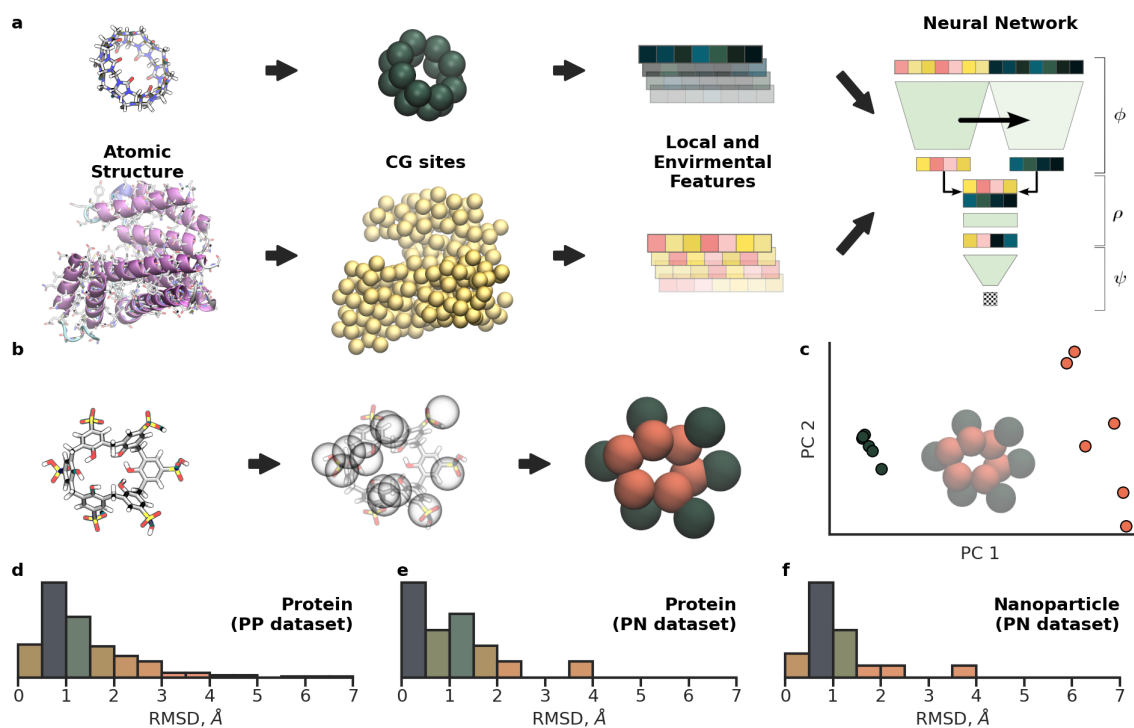 a
Neural Network
Atomic
Structure
CG sites
Local and
Envirmental
Features
ϕ
ρ
ψ
b
c
PC 2
PC 1
d
Protein
(PP dataset)
0 1 2 3 4 5 6 7
RMSD, Å
e
Protein
(PN dataset)
0 1 2 3 4 5 6 7
RMSD, Å
f
Nanoparticle
(PN dataset)
0 1 2 3 4 5 6 7
RMSD, Å